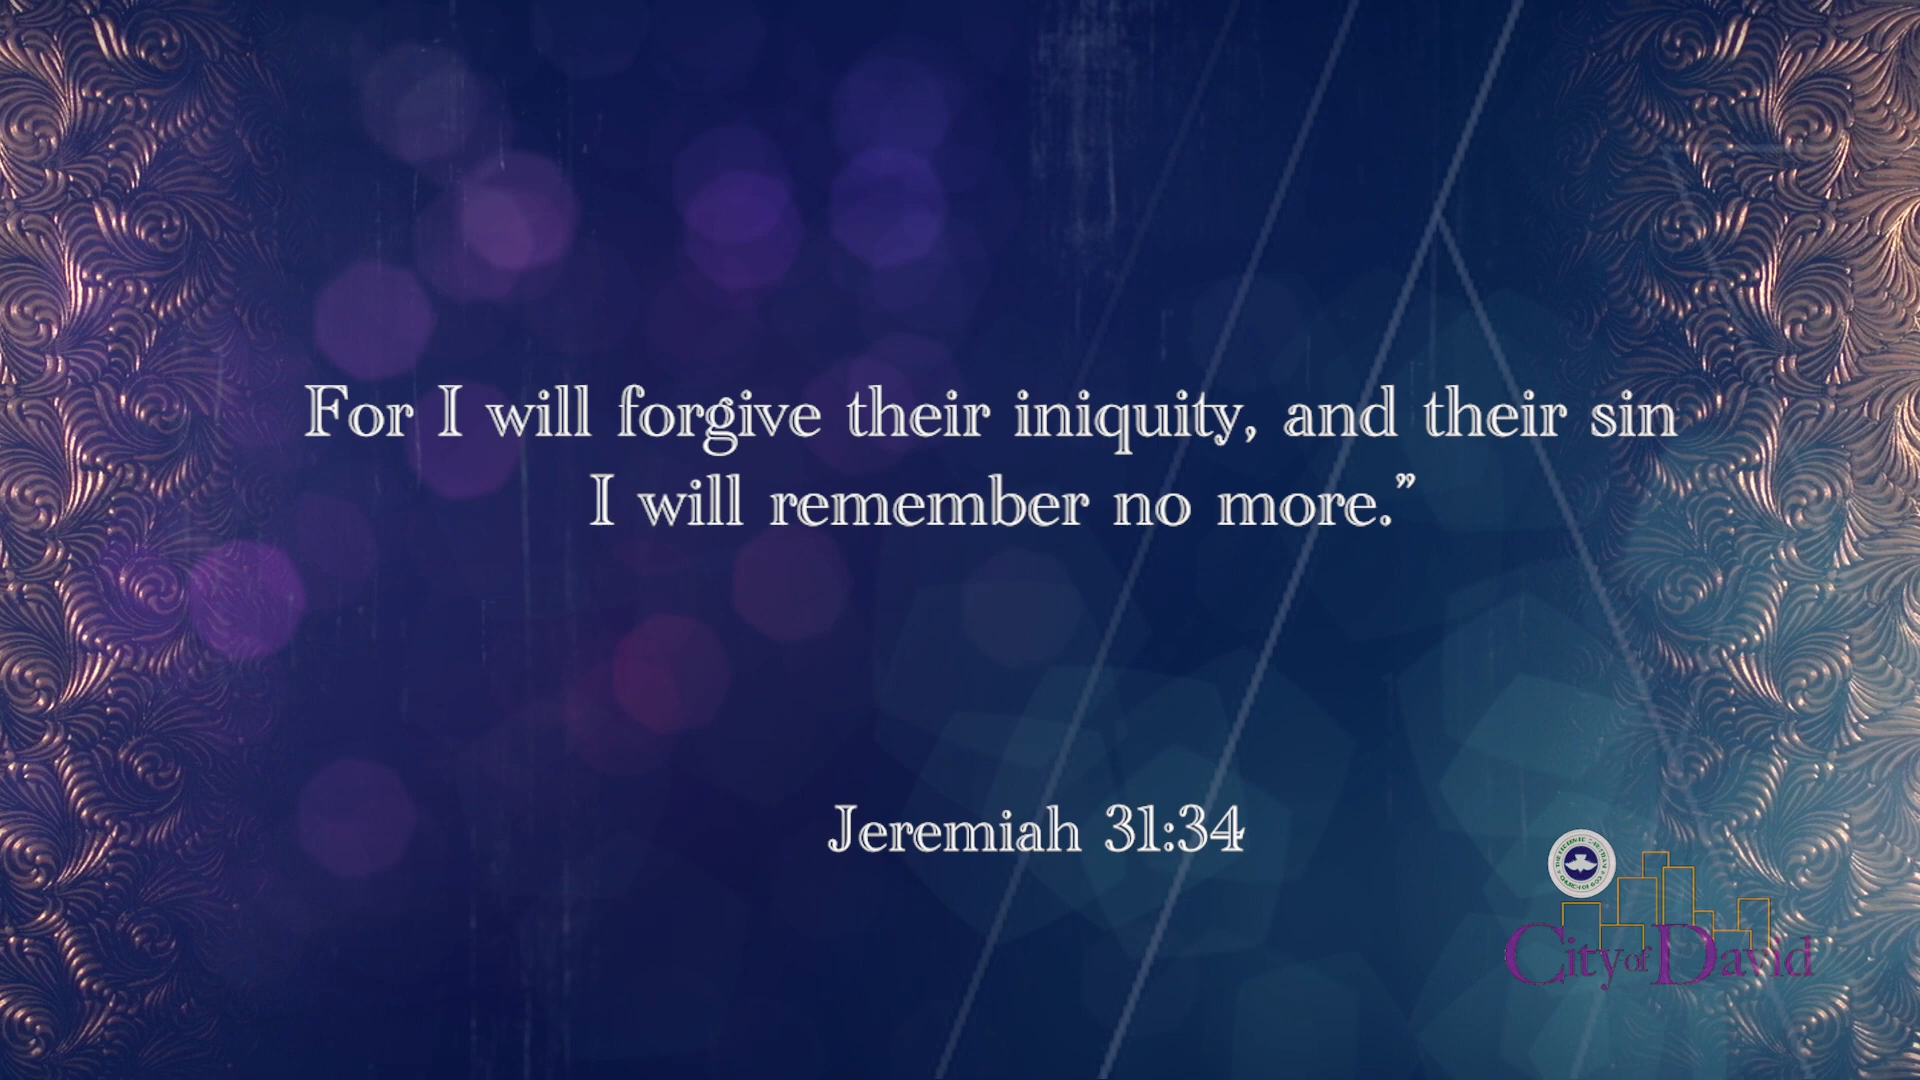 For I will forgive their iniquity, and their sin
I will remember no more.”
Jeremiah 31:34
City of David